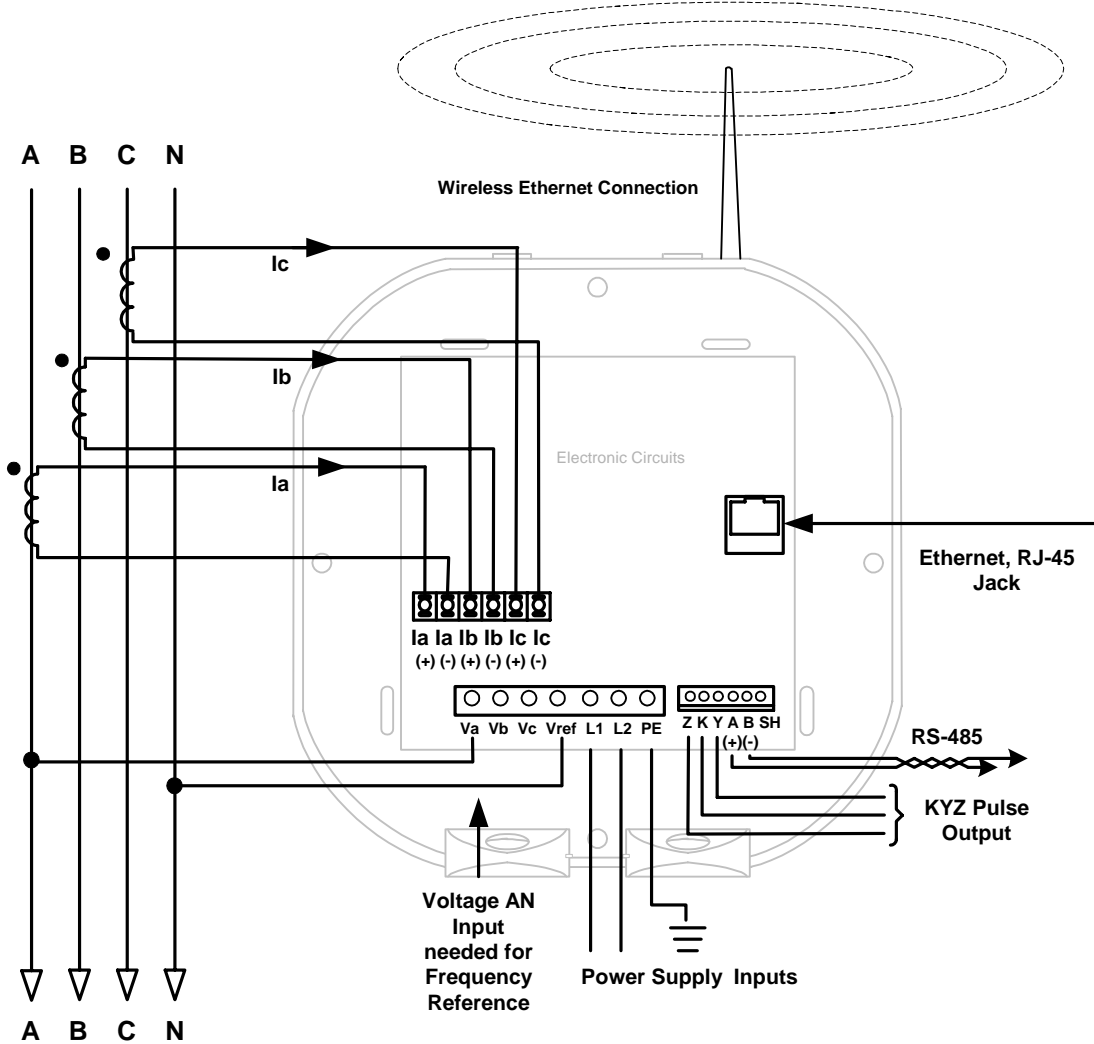 A B C N
Wireless Ethernet Connection
Ic
Ib
Ia
Electronic Circuits
Ethernet, RJ-45
Jack
Ia Ia Ib Ib Ic Ic
(+) (-) (+) (-) (+) (-)
Va Vb Vc Vref L1 L2 PE
Z K Y A B SH
(+)(-)
RS-485
KYZ Pulse
Output
Voltage AN
Input
needed for
Frequency
Reference
Power Supply Inputs
A B C N